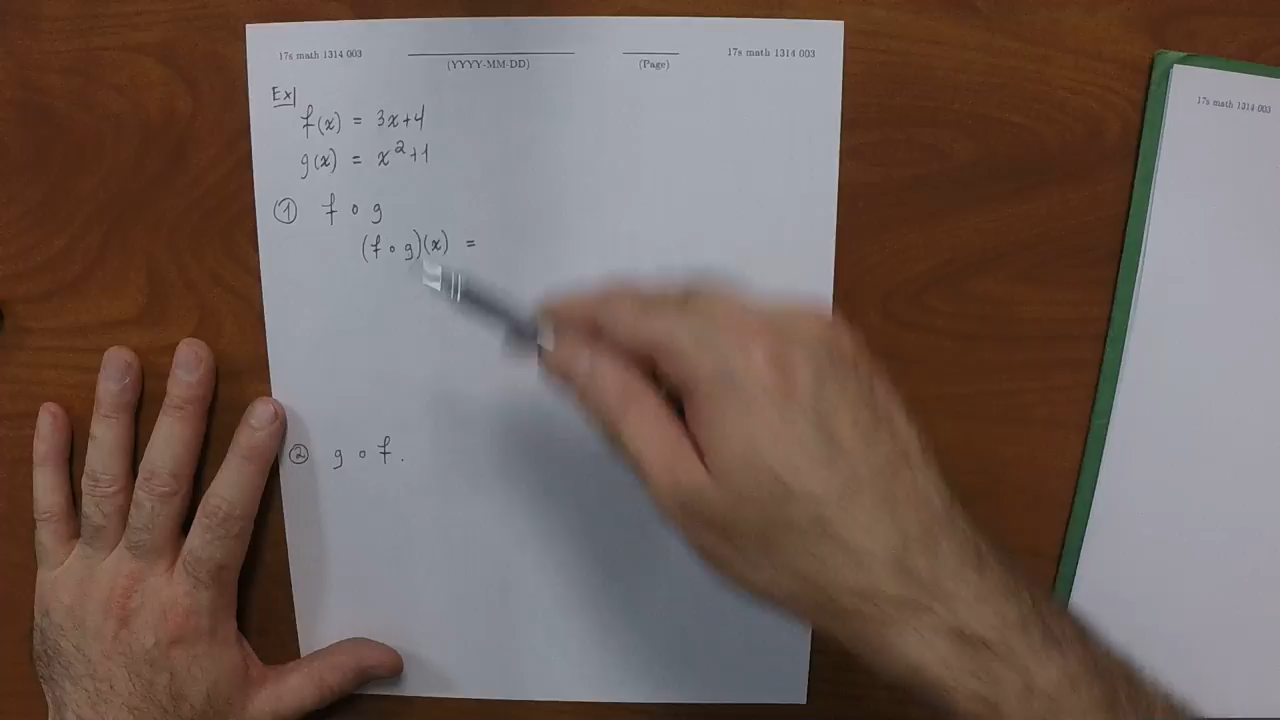 17s math 1314 003 (YYYY-MM-DD) (Page) 17s math 1314 003
Ex|
f(x) = 3x+4
g(x) = x²+1
① f ∘ g
(f ∘ g)(x) =
② g ∘ f.
17s math 1314 003